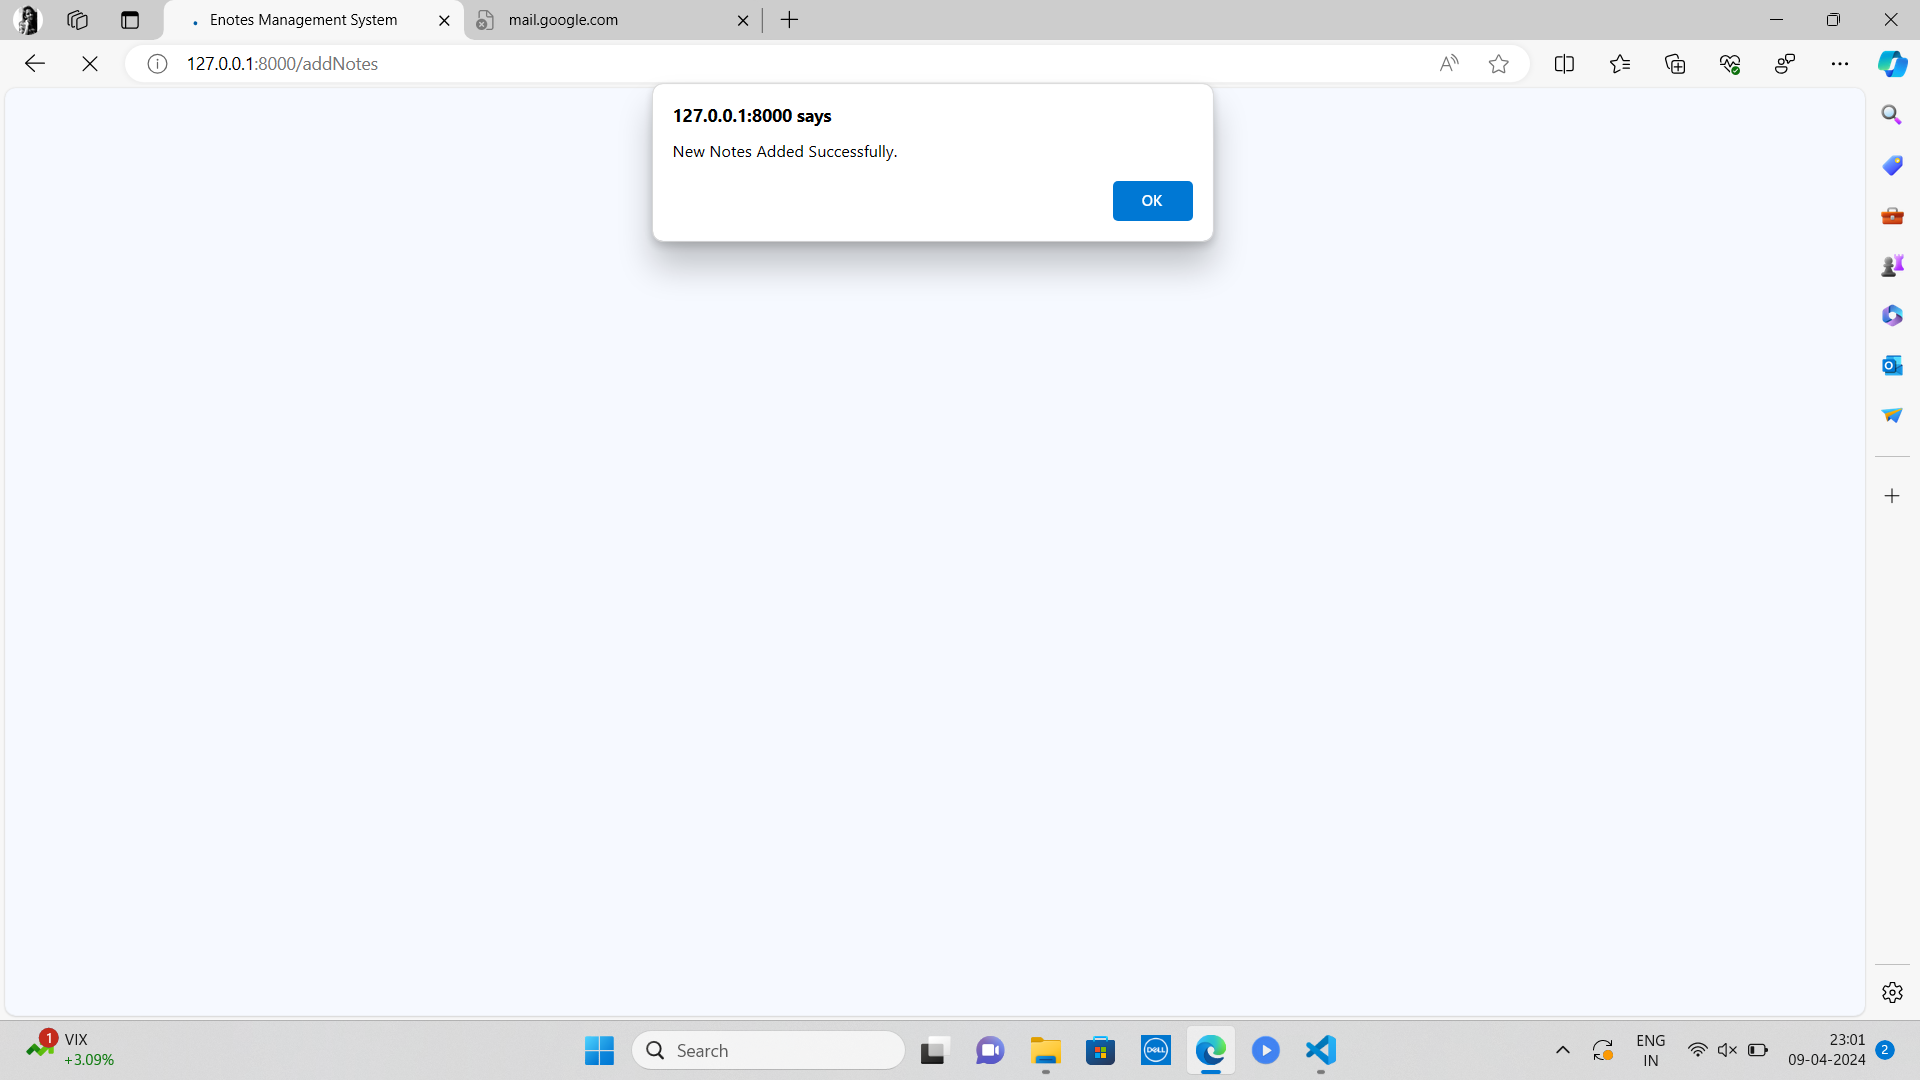 Enotes Management System
mail.google.com
127.0.0.1:8000/addNotes
127.0.0.1:8000 says
New Notes Added Successfully.
OK
1
VIX
+3.09%
Search
DELL
ENG
IN
23:01
09-04-2024
2